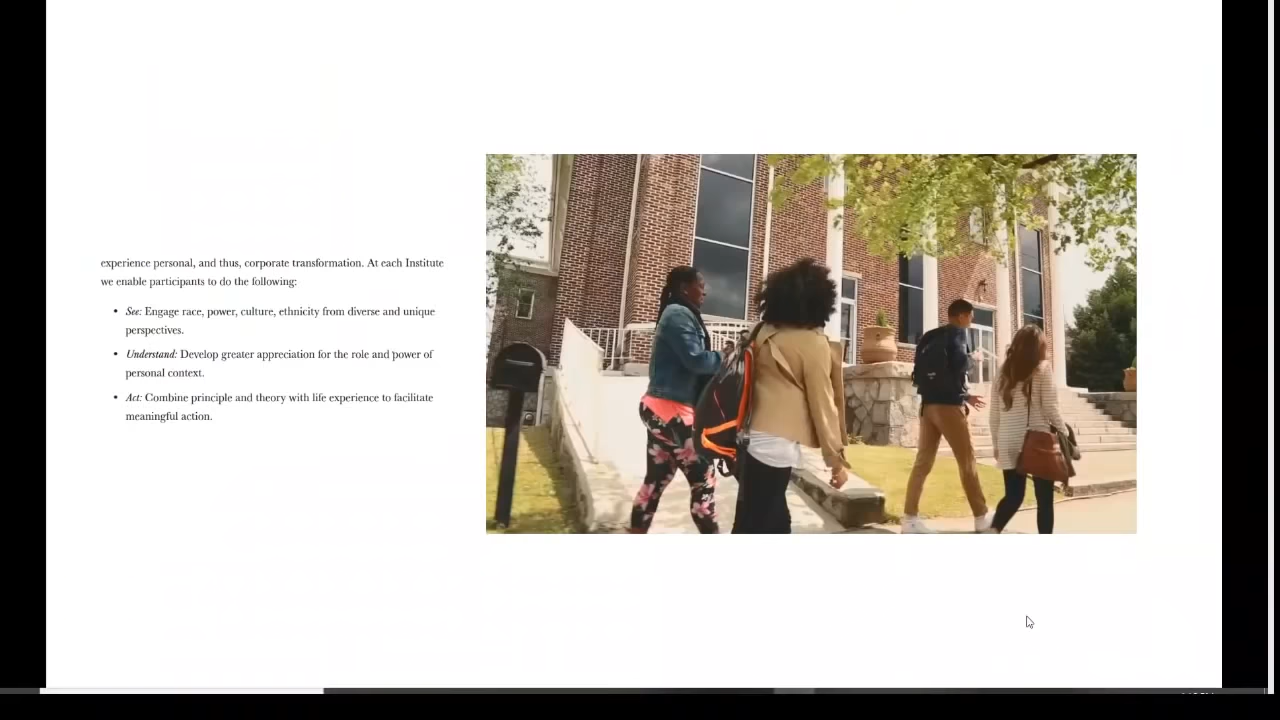 experience personal, and thus, corporate transformation. At each Institute
we enable participants to do the following:
• See: Engage race, power, culture, ethnicity from diverse and unique
perspectives.
• Understand: Develop greater appreciation for the role and power of
personal context.
• Act: Combine principle and theory with life experience to facilitate
meaningful action.